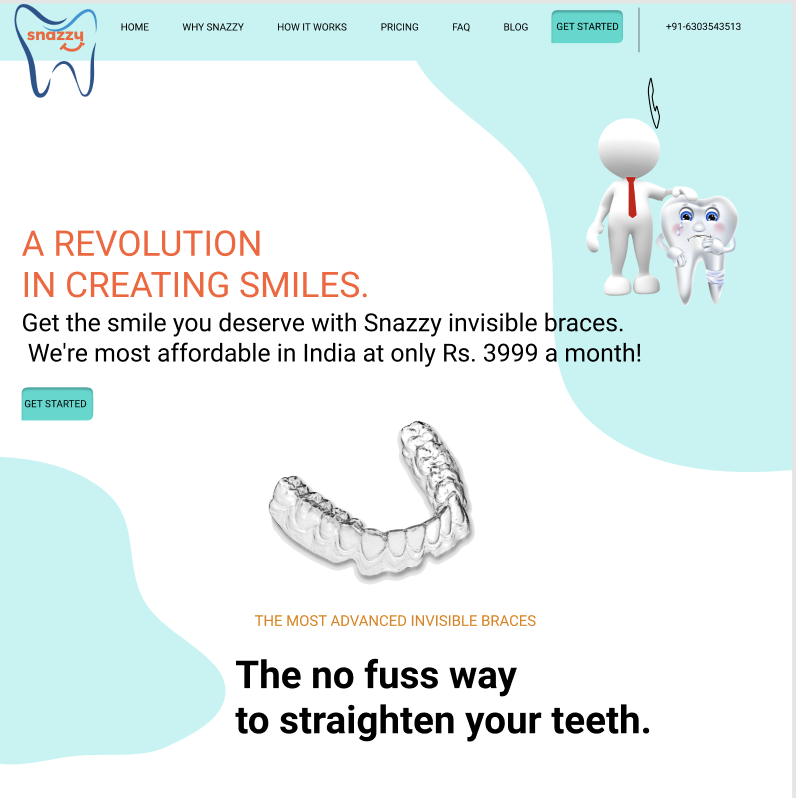 snazzy
HOME WHY SNAZZY HOW IT WORKS PRICING FAQ BLOG GET STARTED +91-6303543513
A REVOLUTION
IN CREATING SMILES.
Get the smile you deserve with Snazzy invisible braces.
We're most affordable in India at only Rs. 3999 a month!
GET STARTED
THE MOST ADVANCED INVISIBLE BRACES
The no fuss way
to straighten your teeth.